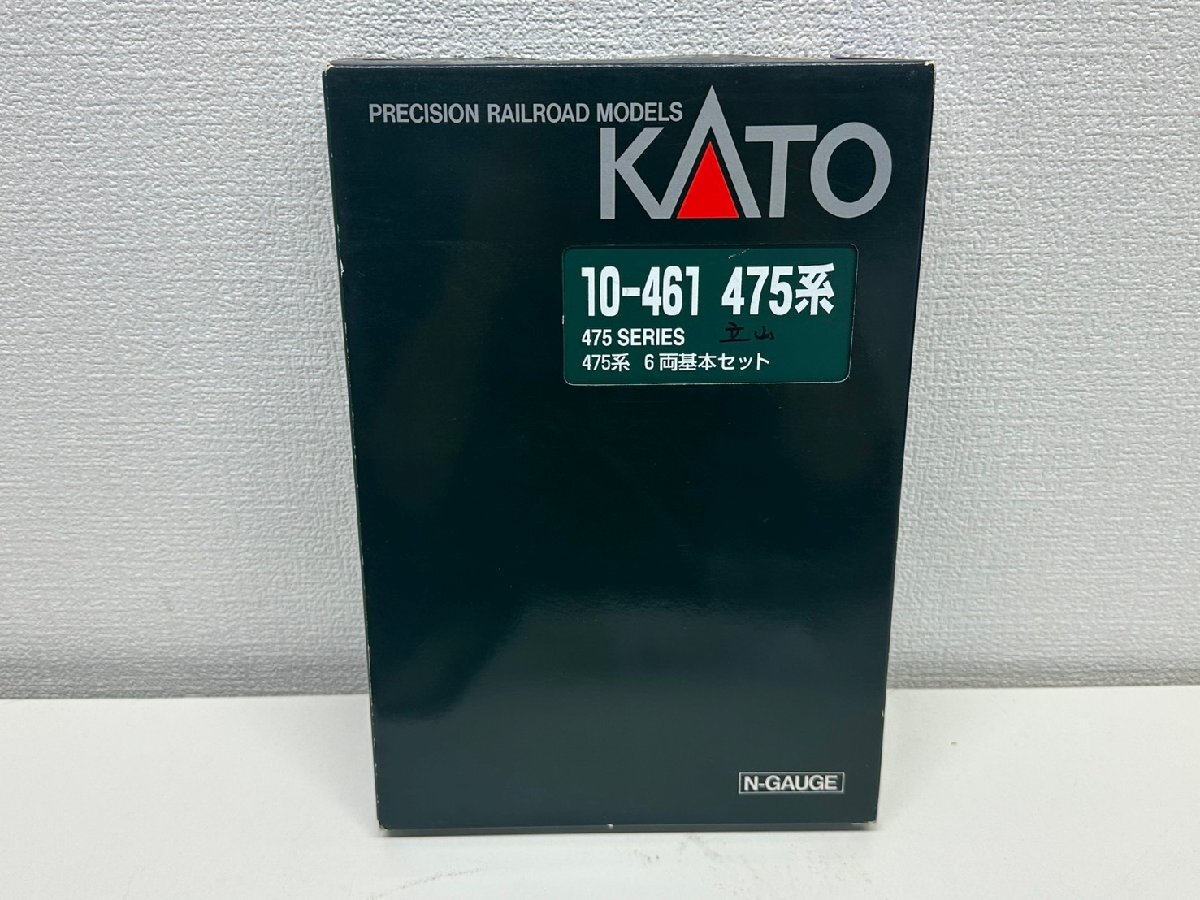 PRECISION RAILROAD MODELS
KATO
10-461 475系
475 SERIES 立山
475系 6両基本セット
N-GAUGE